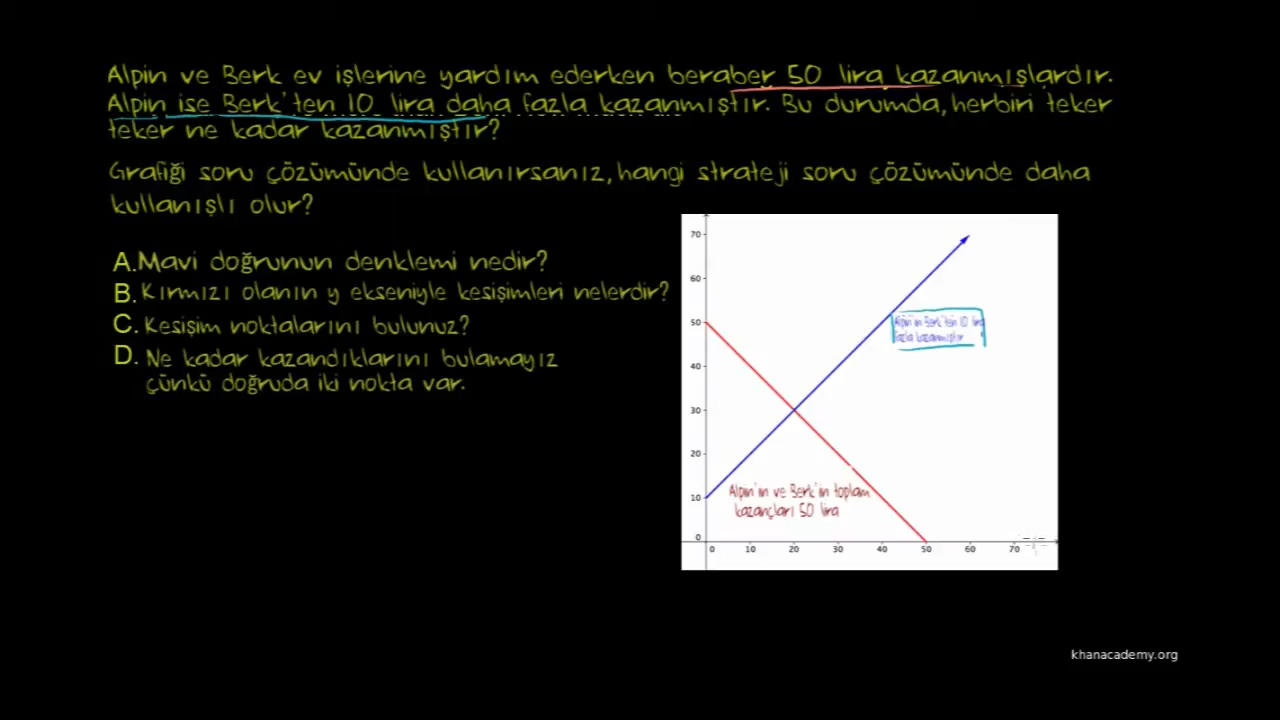 Alpin ve Berk ev işlerine yardım ederken beraber 50 lira kazanmışlardır.
Alpin ise Berk'ten 10 lira daha fazla kazanmıştır. Bu durumda, herbiri teker
teker ne kadar kazanmıştır?
Grafiği soru çözümünde kullanırsanız, hangi strateji soru çözümünde daha
kullanışlı olur?
A. Mavi doğrunun denklemi nedir?
B. Kırmızı olanın y ekseniyle kesişimleri nelerdir?
C. Kesişim noktalarını bulunuz?
D. Ne kadar kazandıklarını bulamayız
çünkü doğruda iki nokta var.
70
60
50
Alpin'in Berk'ten 10 lira
fazla kazanmıştır
40
30
20
10
Alpin'in ve Berk'in toplam
kazançları 50 lira
0
0 10 20 30 40 50 60 70
khanacademy.org